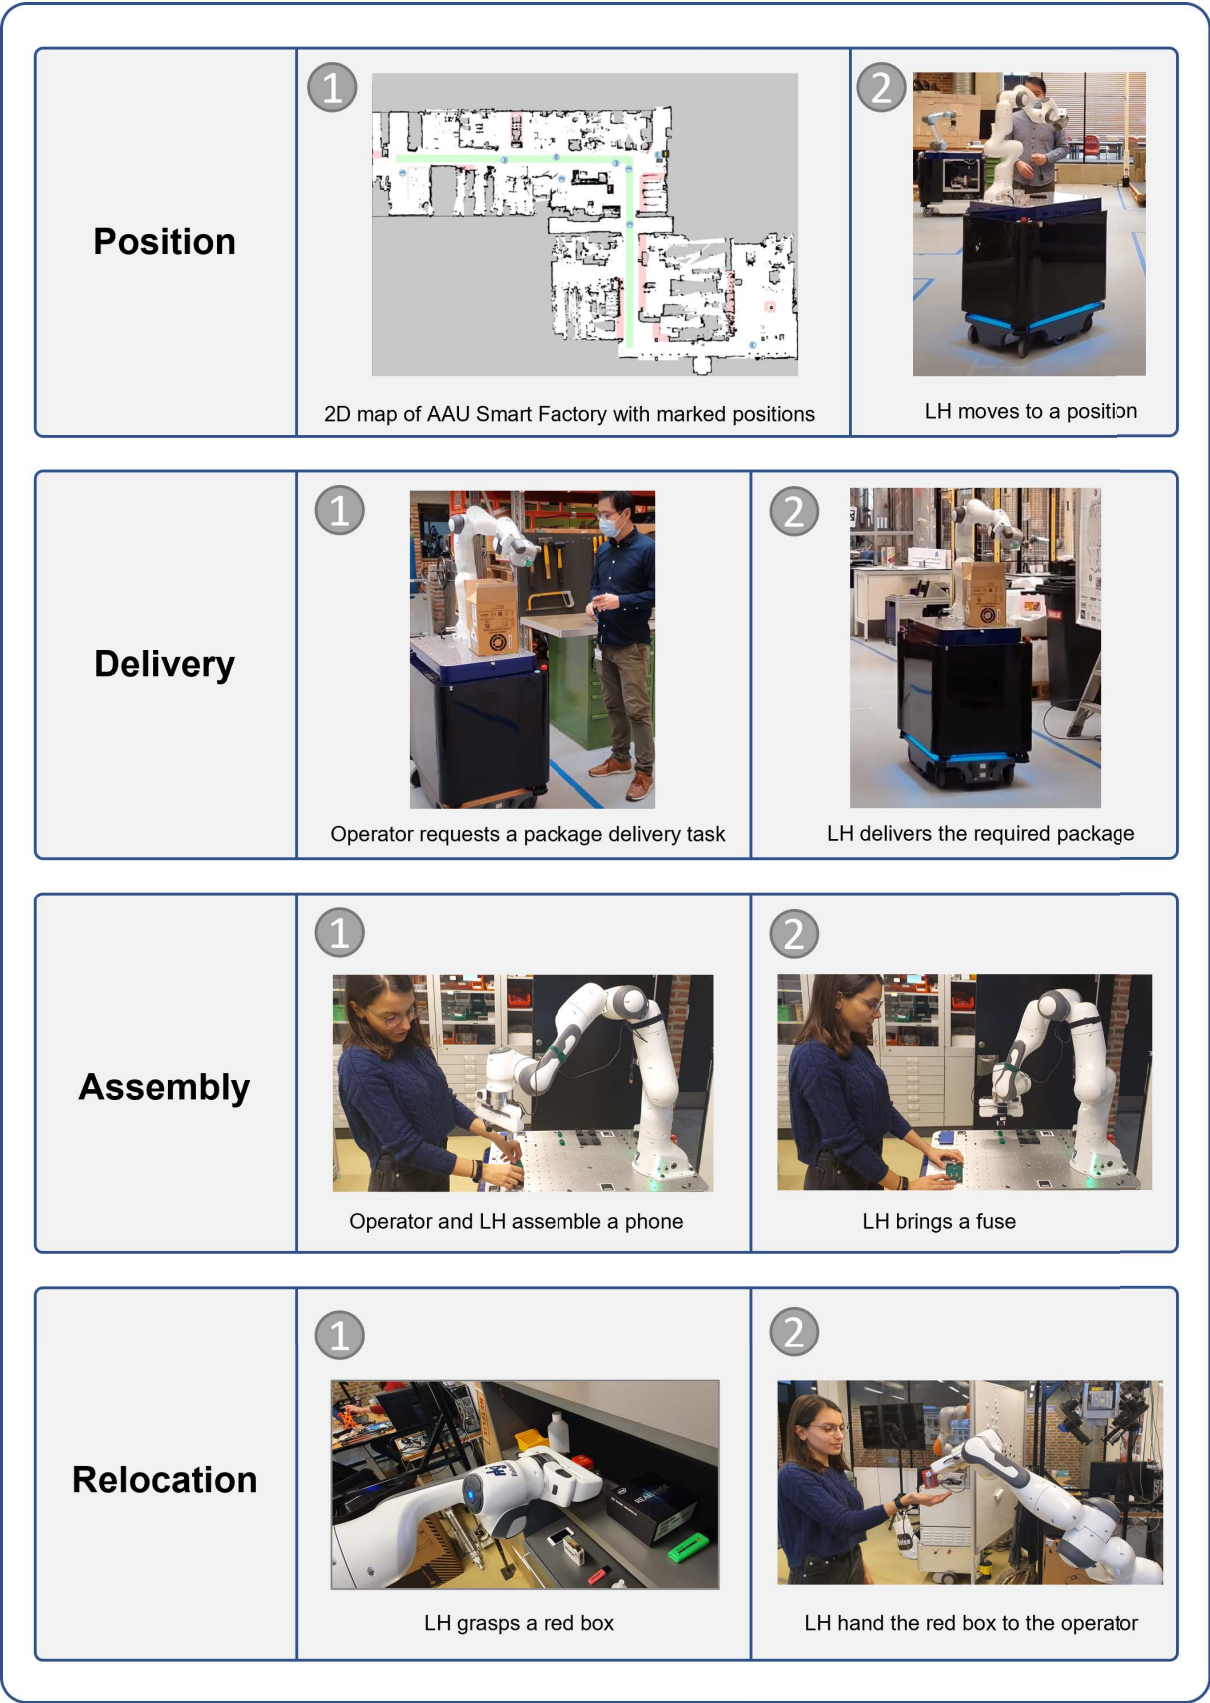 Position
1
2D map of AAU Smart Factory with marked positions
2
LH moves to a position
Delivery
1
Operator requests a package delivery task
2
LH delivers the required package
Assembly
1
Operator and LH assemble a phone
2
LH brings a fuse
Relocation
1
LH grasps a red box
2
LH hand the red box to the operator